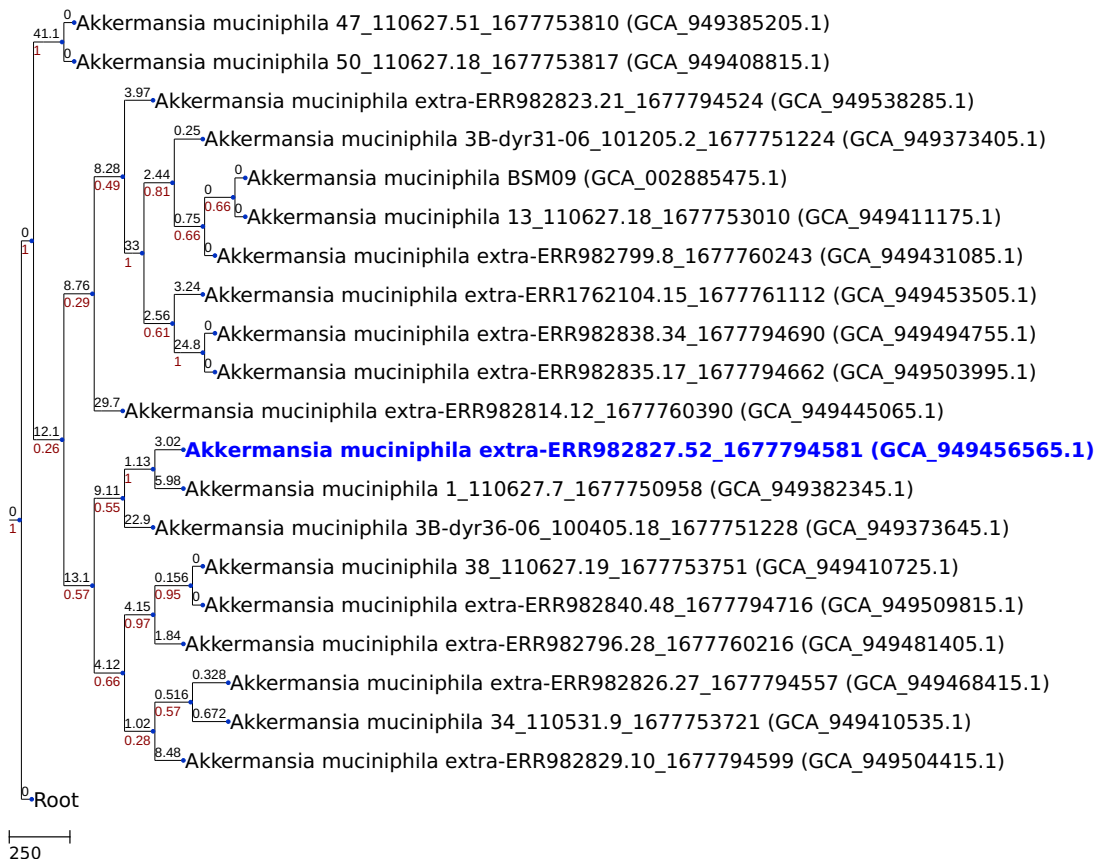 0
Akkermansia muciniphila 47_110627.51_1677753810 (GCA_949385205.1)
41.1
1
0
Akkermansia muciniphila 50_110627.18_1677753817 (GCA_949408815.1)
3.97
Akkermansia muciniphila extra-ERR982823.21_1677794524 (GCA_949538285.1)
0.25
Akkermansia muciniphila 3B-dyr31-06_101205.2_1677751224 (GCA_949373405.1)
8.28
0.49
2.44
0.81
0
Akkermansia muciniphila BSM09 (GCA_002885475.1)
0
0.66
0
Akkermansia muciniphila 13_110627.18_1677753010 (GCA_949411175.1)
0.75
0.66
0
1
33
1
0
Akkermansia muciniphila extra-ERR982799.8_1677760243 (GCA_949431085.1)
8.76
0.29
3.24
Akkermansia muciniphila extra-ERR1762104.15_1677761112 (GCA_949453505.1)
2.56
0.61
0
Akkermansia muciniphila extra-ERR982838.34_1677794690 (GCA_949494755.1)
24.8
1
0
Akkermansia muciniphila extra-ERR982835.17_1677794662 (GCA_949503995.1)
29.7
Akkermansia muciniphila extra-ERR982814.12_1677760390 (GCA_949445065.1)
12.1
0.26
3.02
Akkermansia muciniphila extra-ERR982827.52_1677794581 (GCA_949456565.1)
1.13
1
5.98
Akkermansia muciniphila 1_110627.7_1677750958 (GCA_949382345.1)
9.11
0.55
22.9
Akkermansia muciniphila 3B-dyr36-06_100405.18_1677751228 (GCA_949373645.1)
0
1
13.1
0.57
0
Akkermansia muciniphila 38_110627.19_1677753751 (GCA_949410725.1)
0.156
0.95
0
Akkermansia muciniphila extra-ERR982840.48_1677794716 (GCA_949509815.1)
4.15
0.97
1.84
Akkermansia muciniphila extra-ERR982796.28_1677760216 (GCA_949481405.1)
4.12
0.66
0.328
Akkermansia muciniphila extra-ERR982826.27_1677794557 (GCA_949468415.1)
0.516
0.57
0.672
Akkermansia muciniphila 34_110531.9_1677753721 (GCA_949410535.1)
1.02
0.28
8.48
Akkermansia muciniphila extra-ERR982829.10_1677794599 (GCA_949504415.1)
0
Root
250